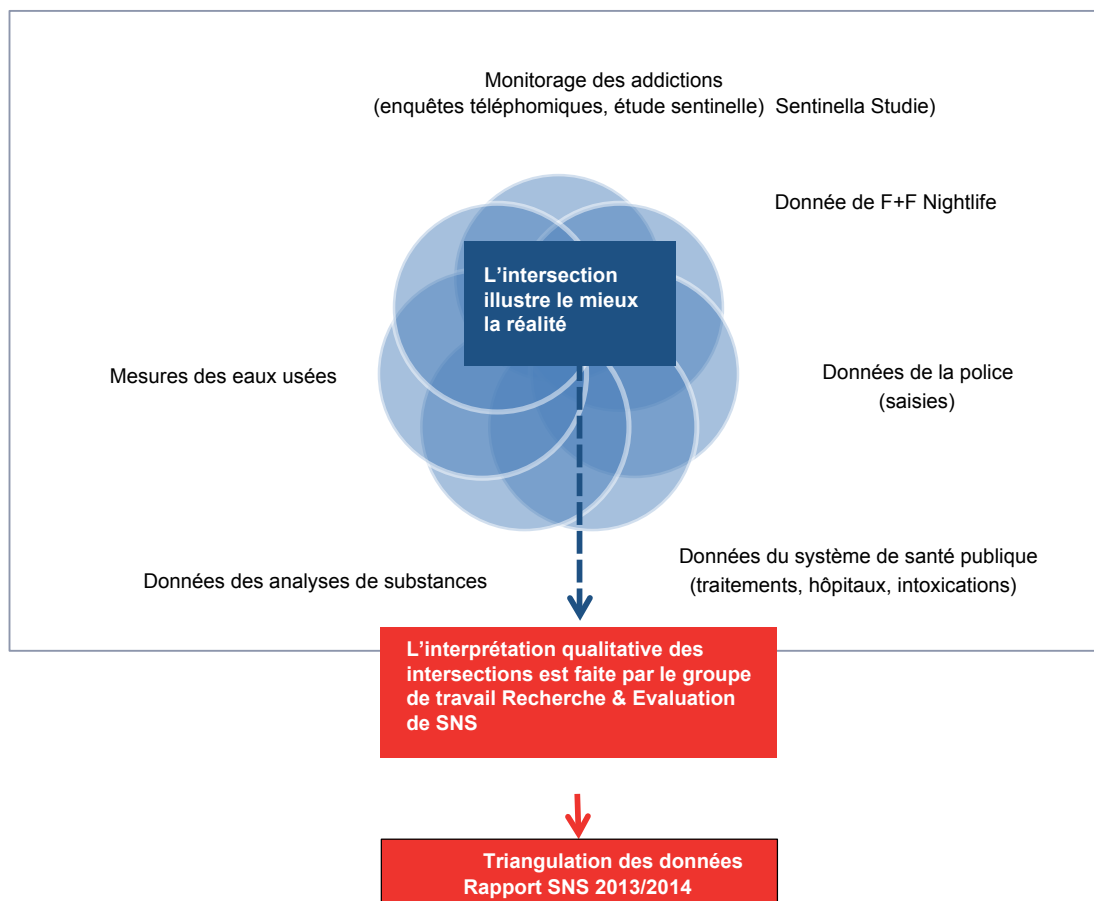 Monitorage des addictions
(enquêtes téléphomiques, étude sentinelle)  Sentinella Studie)
Donnée de F+F Nightlife
L'intersection
illustre le mieux
la réalité
Mesures des eaux usées
Données de la police
(saisies)
Données des analyses de substances
Données du système de santé publique
(traitements, hôpitaux, intoxications)
L'interprétation qualitative des
intersections est faite par le groupe
de travail Recherche & Evaluation
de SNS
Triangulation des données
Rapport SNS 2013/2014